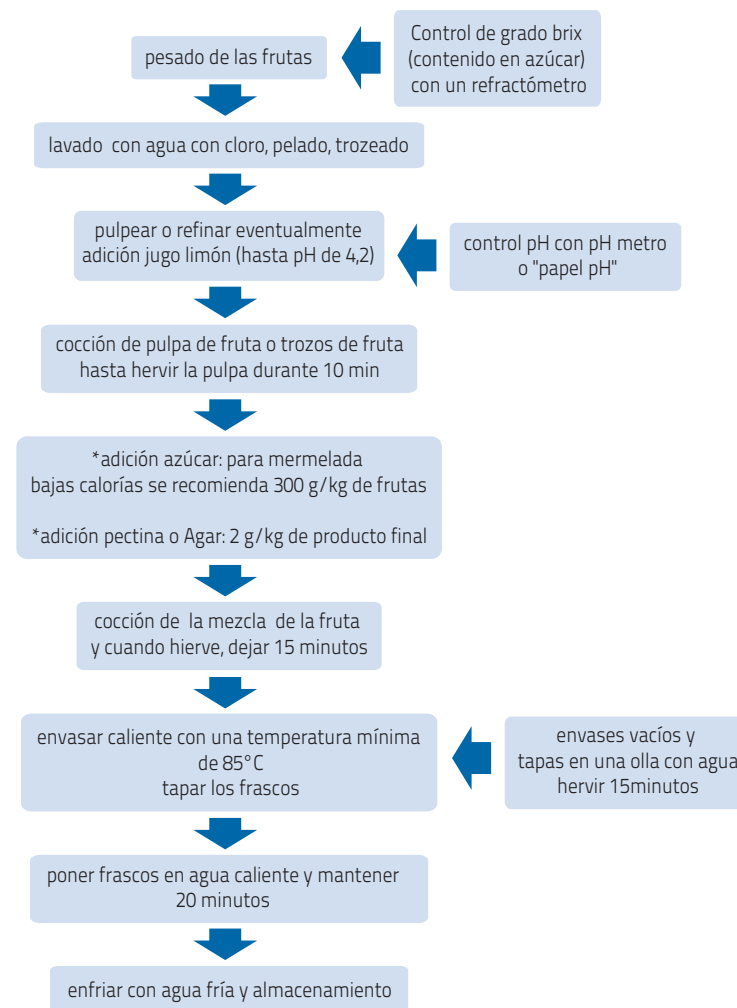 pesado de las frutas
Control de grado brix
(contenido en azúcar)
con un refractómetro
lavado con agua con cloro, pelado, trozeado
pulpear o refinar eventualmente
adición jugo limón (hasta pH de 4,2)
control pH con pH metro
o "papel pH"
cocción de pulpa de fruta o trozos de fruta
hasta hervir la pulpa durante 10 min
*adición azúcar: para mermelada
bajas calorías se recomienda 300 g/kg de frutas
*adición pectina o Agar: 2 g/kg de producto final
cocción de la mezcla de la fruta
y cuando hierve, dejar 15 minutos
envasar caliente con una temperatura mínima
de 85°C
tapar los frascos
envases vacíos y
tapas en una olla con agua
hervir 15minutos
poner frascos en agua caliente y mantener
20 minutos
enfriar con agua fría y almacenamiento